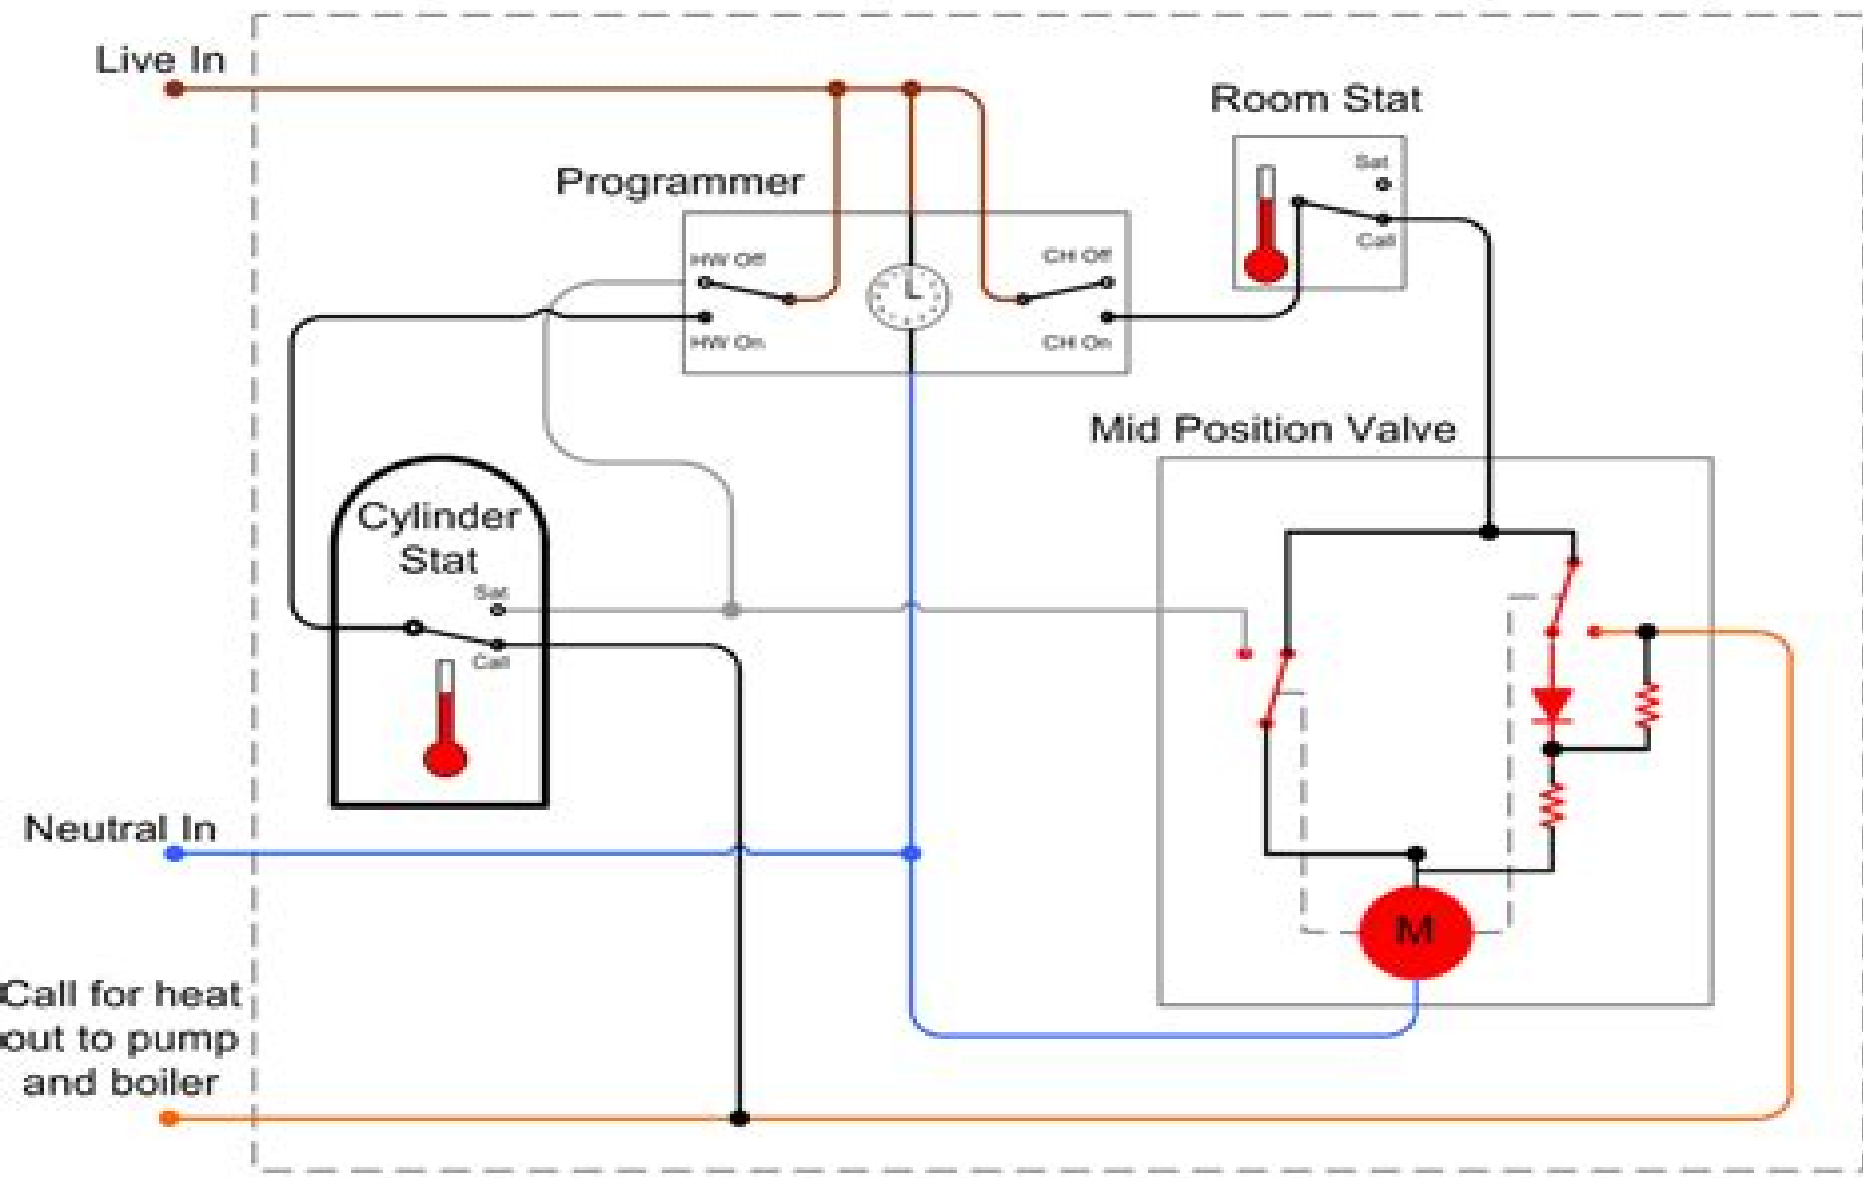 Live In
Room Stat
Sat
Call
Programmer
HW Off
HW On
CH Off
CH On
Mid Position Valve
Cylinder
Stat
Sat
Call
Neutral In
M
Call for heat
out to pump
and boiler